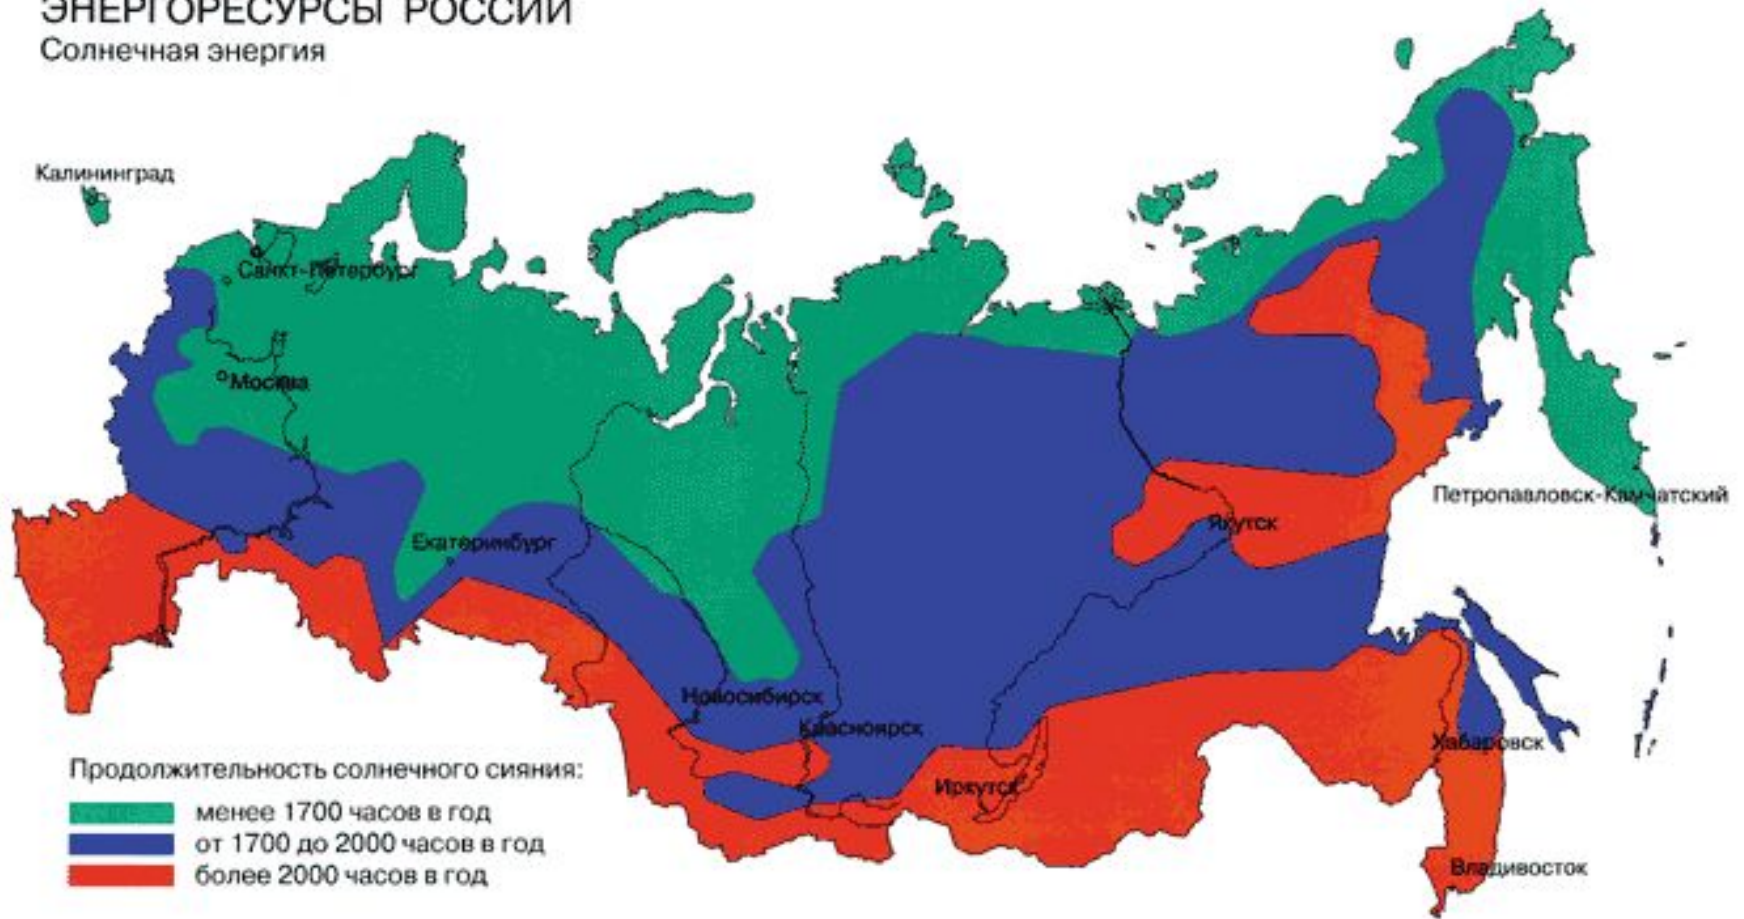 ЭНЕРГОРЕСУРСЫ РОССИИ
Солнечная энергия
Калининград
Санкт-Петербург
Москва
Петропавловск-Камчатский
Якутск
Екатеринбург
Новосибирск
Красноярск
Хабаровск
Иркутск
Владивосток
Продолжительность солнечного сияния:
менее 1700 часов в год
от 1700 до 2000 часов в год
более 2000 часов в год